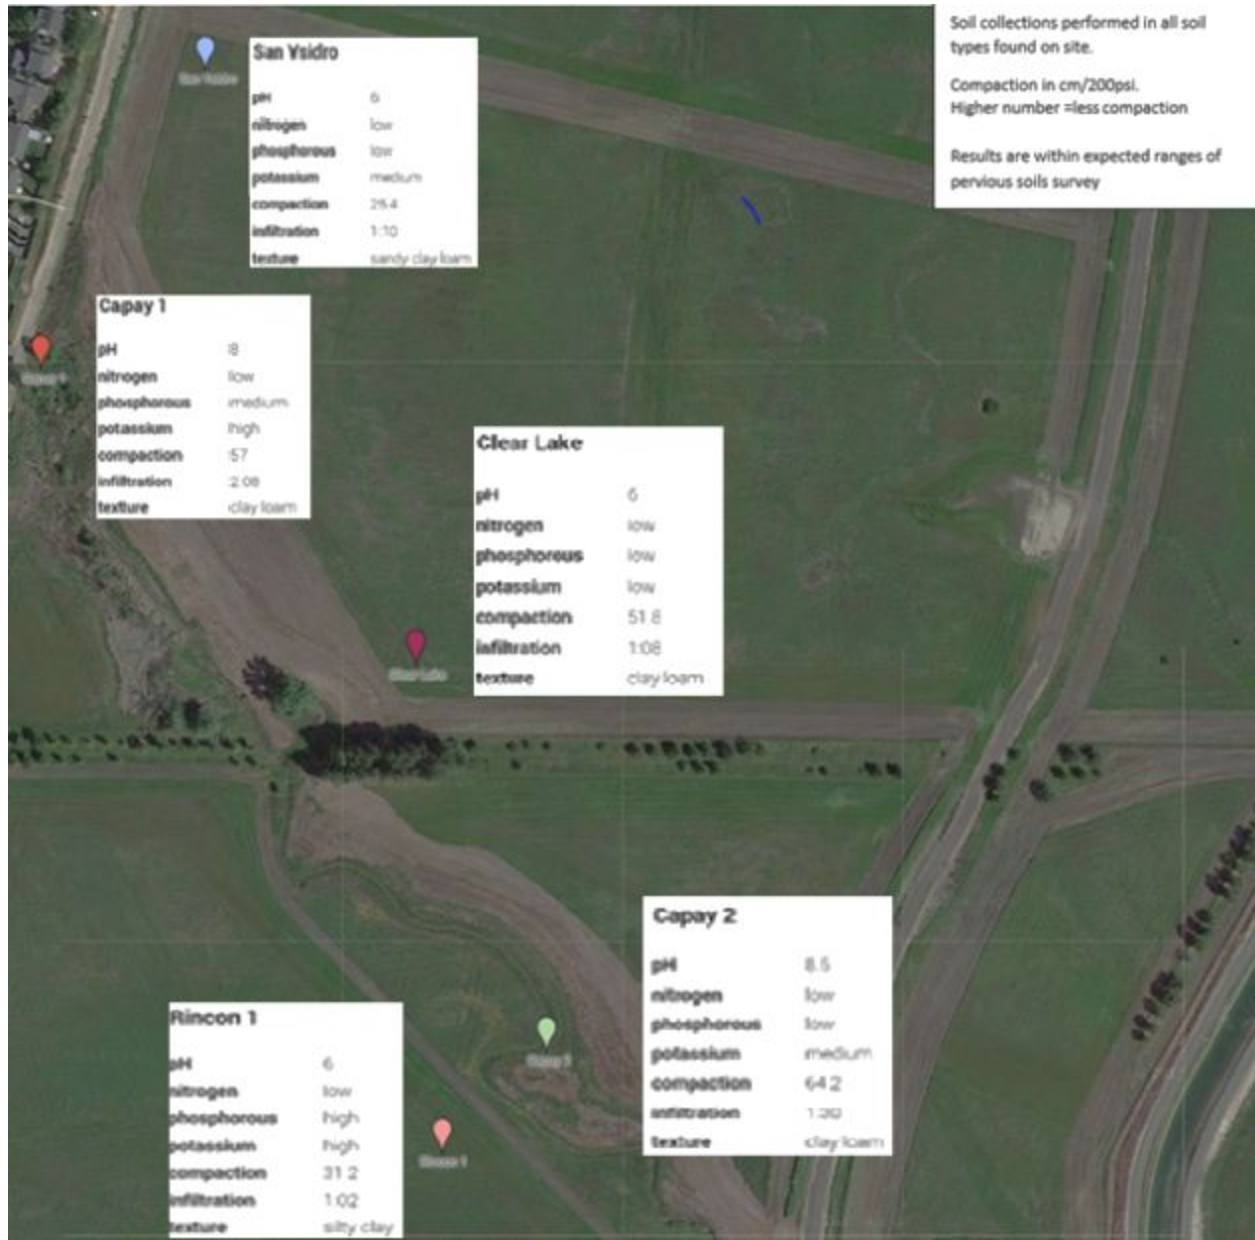 Soil collections performed in all soil
types found on site.
Compaction in cm/200psi.
Higher number =less compaction
Results are within expected ranges of
pervious soils survey
San Ysidro
pH 6
nitrogen low
phosphorous low
potassium medium
compaction
infiltration 1:10
texture sandy clay loam
San Ysidro
Capay 1
pH 8
nitrogen low
phosphorous medium
potassium high
compaction 57
infiltration 2:08
texture clay loam
Clear Lake
pH 6
nitrogen low
phosphorous low
potassium low
compaction 51.8
infiltration 1:08
texture clay loam
Clear Lake
Capay 2
pH 8.5
nitrogen low
phosphorous low
potassium medium
compaction 64.2
infiltration
texture clay loam
Rincon 1
pH 6
nitrogen low
phosphorous high
potassium high
compaction 31.2
infiltration 1:02
texture silty clay
Rincon 1